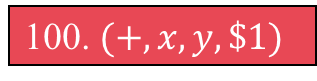 100. (+, x, y, $1)